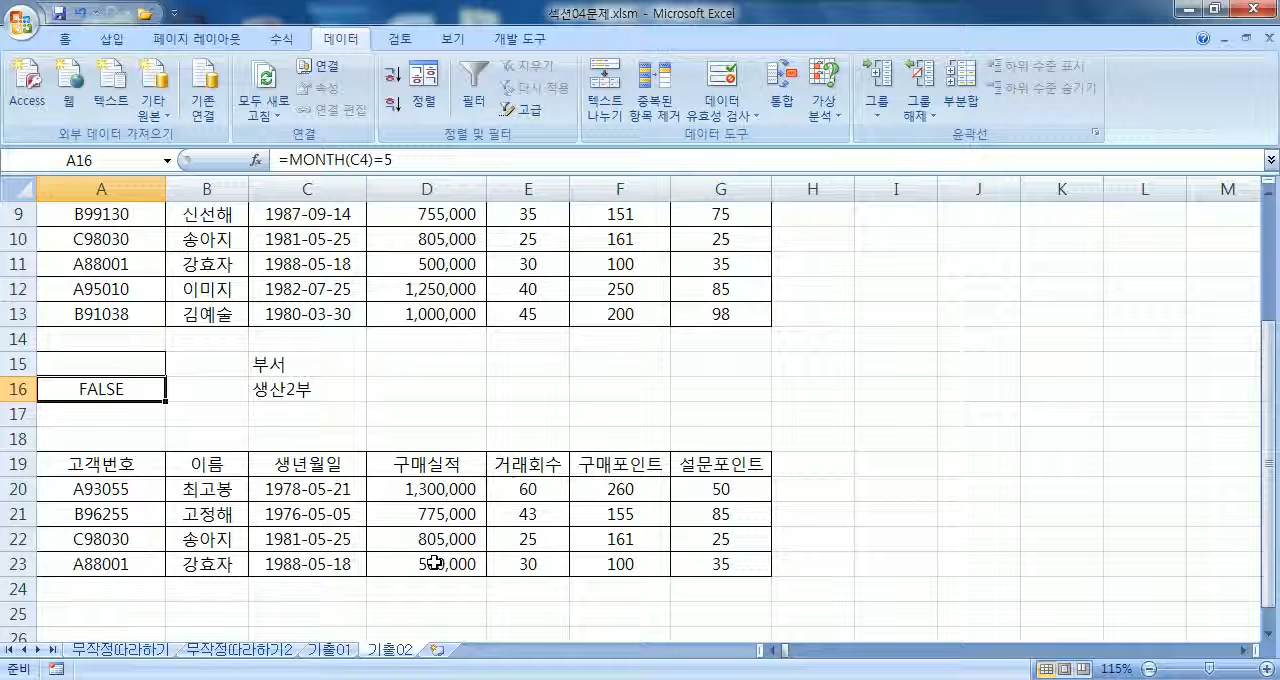 섹션04문제.xlsm - Microsoft Excel
홈 삽입 페이지 레이아웃 수식 데이터 검토 보기 개발 도구
Access 웹 텍스트 기타 원본 기존 연결
외부 데이터 가져오기
모두 새로 고침 연결 속성 연결 편집
연결
정렬 필터 지우기 다시 적용 고급
정렬 및 필터
텍스트 나누기 중복된 항목 제거 데이터 유효성 검사 통합 가상 분석
데이터 도구
그룹 그룹 해제 부분합 하위 수준 표시 하위 수준 숨기기
윤곽선
A16 fx =MONTH(C4)=5
A B C D E F G H I J K L M
9 B99130 신선해 1987-09-14 755,000 35 151 75
10 C98030 송아지 1981-05-25 805,000 25 161 25
11 A88001 강효자 1988-05-18 500,000 30 100 35
12 A95010 이미지 1982-07-25 1,250,000 40 250 85
13 B91038 김예술 1980-03-30 1,000,000 45 200 98
14
15 부서
16 FALSE 생산2부
17
18
19 고객번호 이름 생년월일 구매실적 거래회수 구매포인트 설문포인트
20 A93055 최고봉 1978-05-21 1,300,000 60 260 50
21 B96255 고정해 1976-05-05 775,000 43 155 85
22 C98030 송아지 1981-05-25 805,000 25 161 25
23 A88001 강효자 1988-05-18 500,000 30 100 35
24
25
26
무작정따라하기 무작정따라하기2 기출01 기출02
준비 115%